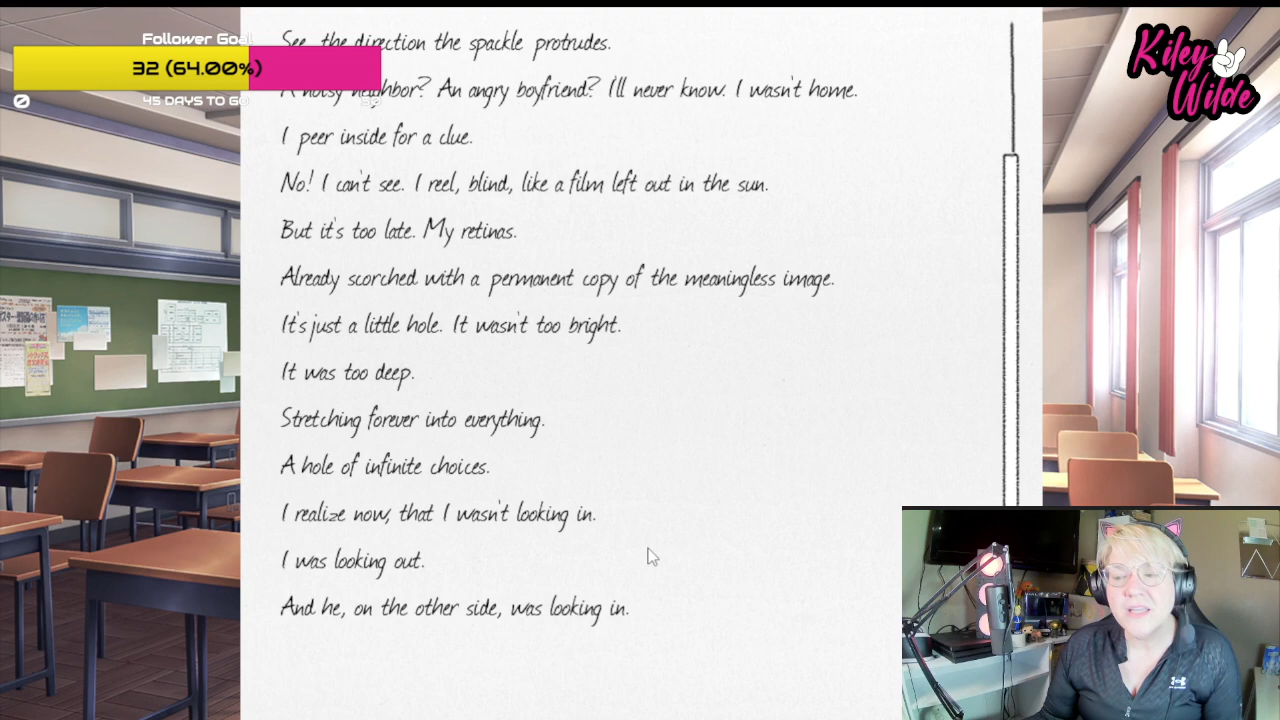 Follower Goal
32 (64.00%)
0
45 DAYS TO GO
50
Kiley
Wilde
See, the direction the spackle protrudes.
A noisy neighbor? An angry boyfriend? I'll never know. I wasn't home.
I peer inside for a clue.
No! I can't see. I reel, blind, like a film left out in the sun.
But it's too late. My retinas.
Already scorched with a permanent copy of the meaningless image.
It's just a little hole. It wasn't too bright.
It was too deep.
Stretching forever into everything.
A hole of infinite choices.
I realize now, that I wasn't looking in.
I was looking out.
And he, on the other side, was looking in.